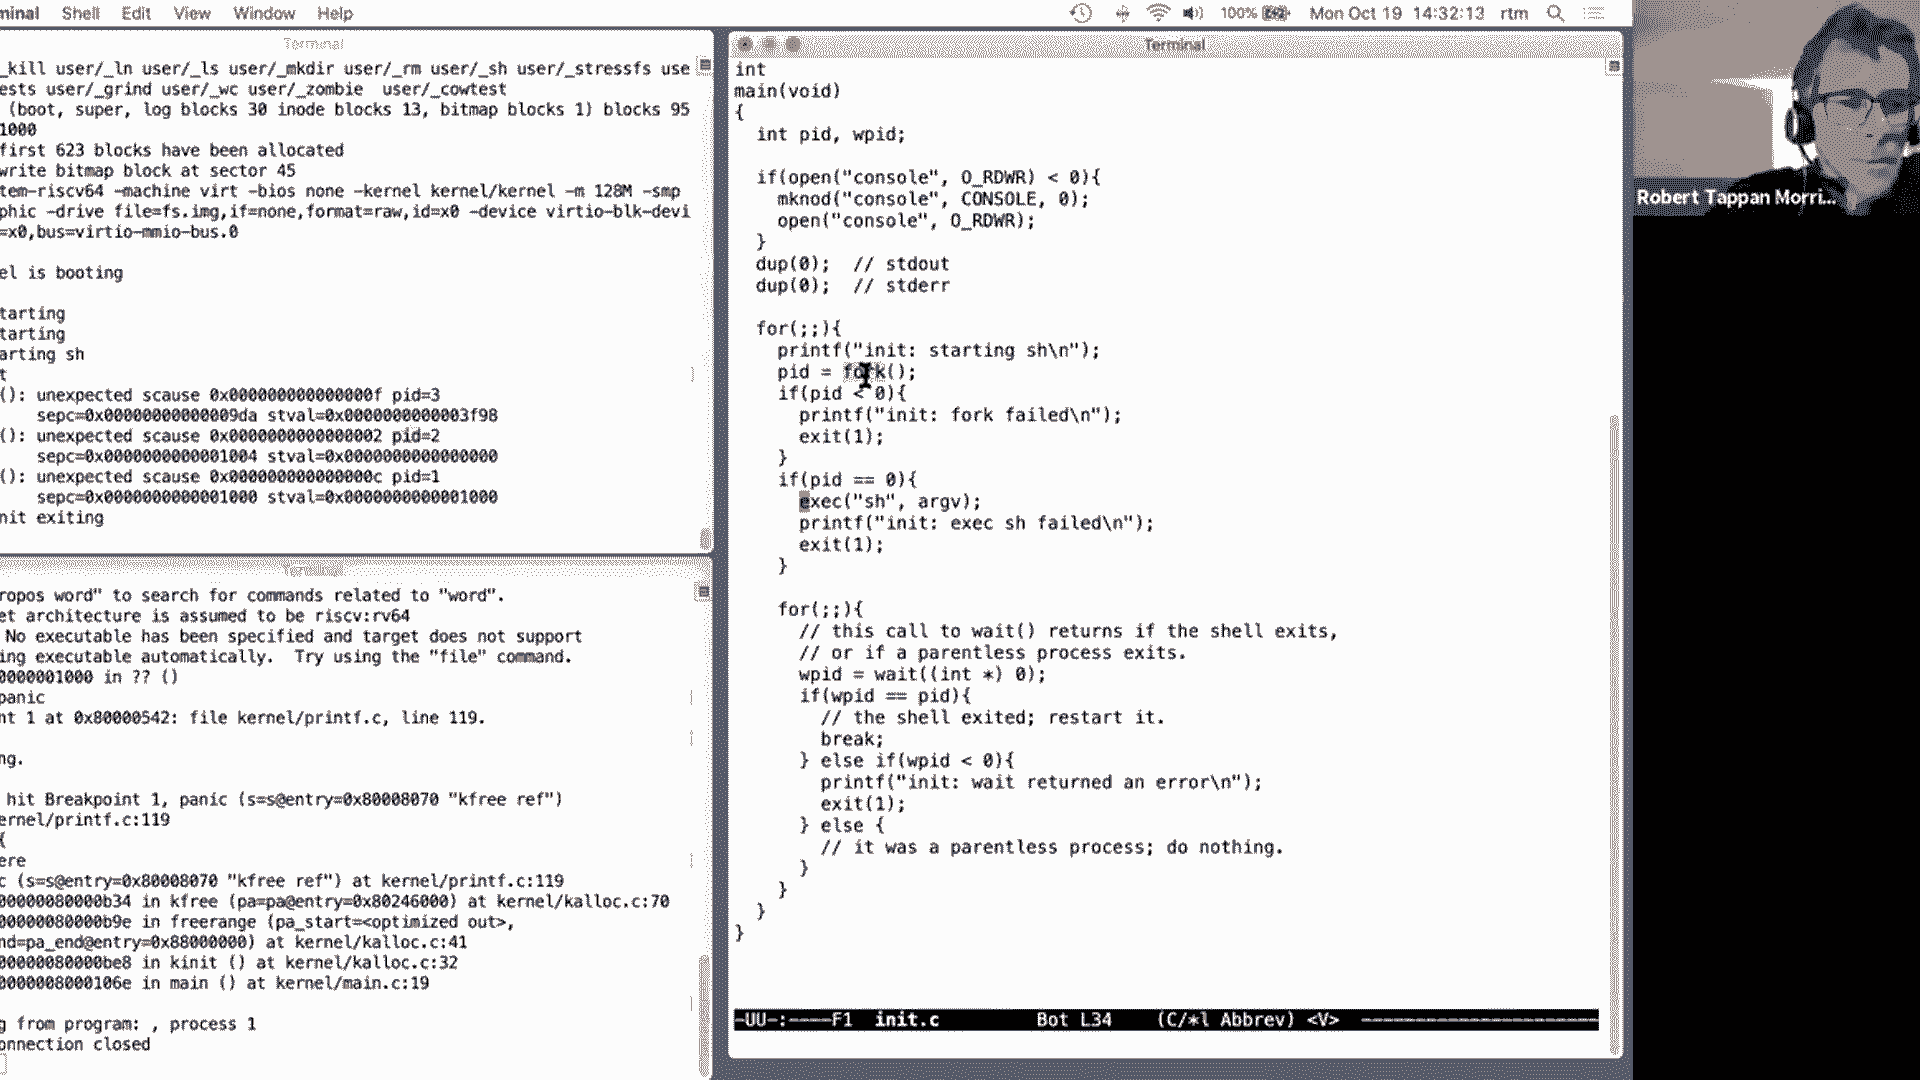 minal Shell Edit View Window Help
100% Mon Oct 19 14:32:13 rtm
Terminal
_kill user/_ln user/_ls user/_mkdir user/_rm user/_sh user/_stressfs use
ests user/_grind user/_wc user/_zombie user/_cowtest
(boot, super, log blocks 30 inode blocks 13, bitmap blocks 1) blocks 95
1000
first 623 blocks have been allocated
write bitmap block at sector 45
tem-riscv64 -machine virt -bios none -kernel kernel/kernel -m 128M -smp
phic -drive file=fs.img,if=none,format=raw,id=x0 -device virtio-blk-devi
=x0,bus=virtio-mmio-bus.0
el is booting
tarting
tarting
arting sh
t
(): unexpected scause 0x000000000000000f pid=3
sepc=0x00000000000009da stval=0x0000000000003f98
(): unexpected scause 0x0000000000000002 pid=2
sepc=0x0000000000001004 stval=0x0000000000000000
(): unexpected scause 0x000000000000000c pid=1
sepc=0x0000000000001000 stval=0x0000000000001000
nit exiting
Terminal
ropos word" to search for commands related to "word".
et architecture is assumed to be riscv:rv64
No executable has been specified and target does not support
ing executable automatically. Try using the "file" command.
0000001000 in ?? ()
panic
nt 1 at 0x80000542: file kernel/printf.c, line 119.
ng.
hit Breakpoint 1, panic (s=s@entry=0x80008070 "kfree ref")
ernel/printf.c:119
{
ere
c (s=s@entry=0x80008070 "kfree ref") at kernel/printf.c:119
00000080000b34 in kfree (pa=pa@entry=0x80246000) at kernel/kalloc.c:70
00000080000b9e in freerange (pa_start=<optimized out>,
nd=pa_end@entry=0x88000000) at kernel/kalloc.c:41
00000080000be8 in kinit () at kernel/kalloc.c:32
0000008000106e in main () at kernel/main.c:19
g from program: , process 1
onnection closed
Terminal
int
main(void)
{
int pid, wpid;
if(open("console", O_RDWR) < 0){
mknod("console", CONSOLE, 0);
open("console", O_RDWR);
}
dup(0); // stdout
dup(0); // stderr
for(;;){
printf("init: starting sh\n");
pid = fork();
if(pid < 0){
printf("init: fork failed\n");
exit(1);
}
if(pid == 0){
exec("sh", argv);
printf("init: exec sh failed\n");
exit(1);
}
for(;;){
// this call to wait() returns if the shell exits,
// or if a parentless process exits.
wpid = wait((int *) 0);
if(wpid == pid){
// the shell exited; restart it.
break;
} else if(wpid < 0){
printf("init: wait returned an error\n");
exit(1);
} else {
// it was a parentless process; do nothing.
}
}
}
}
-UU-:----F1 init.c Bot L34 (C/*l Abbrev) <V> --------------------
Robert Tappan Morri...